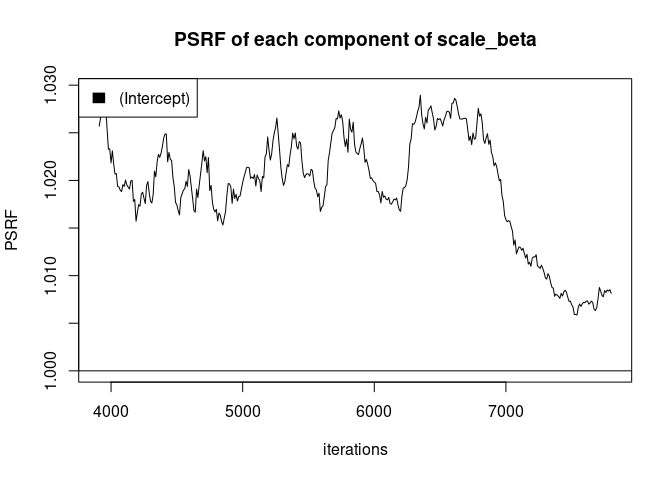 PSRF of each component of scale_beta
(Intercept)
PSRF
1.030
1.020
1.010
1.000
4000 5000 6000 7000
iterations